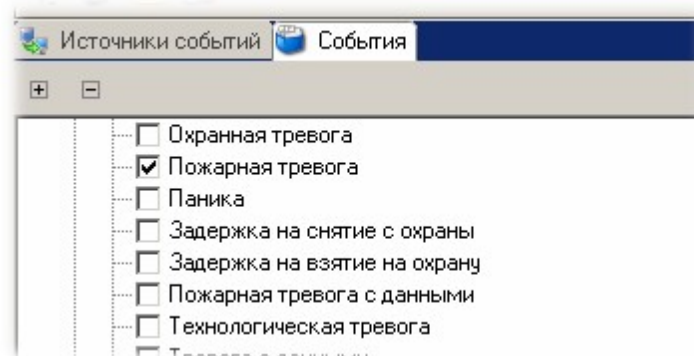 Источники событий События
Охранная тревога
Пожарная тревога
Паника
Задержка на снятие с охраны
Задержка на взятие на охрану
Пожарная тревога с данными
Технологическая тревога